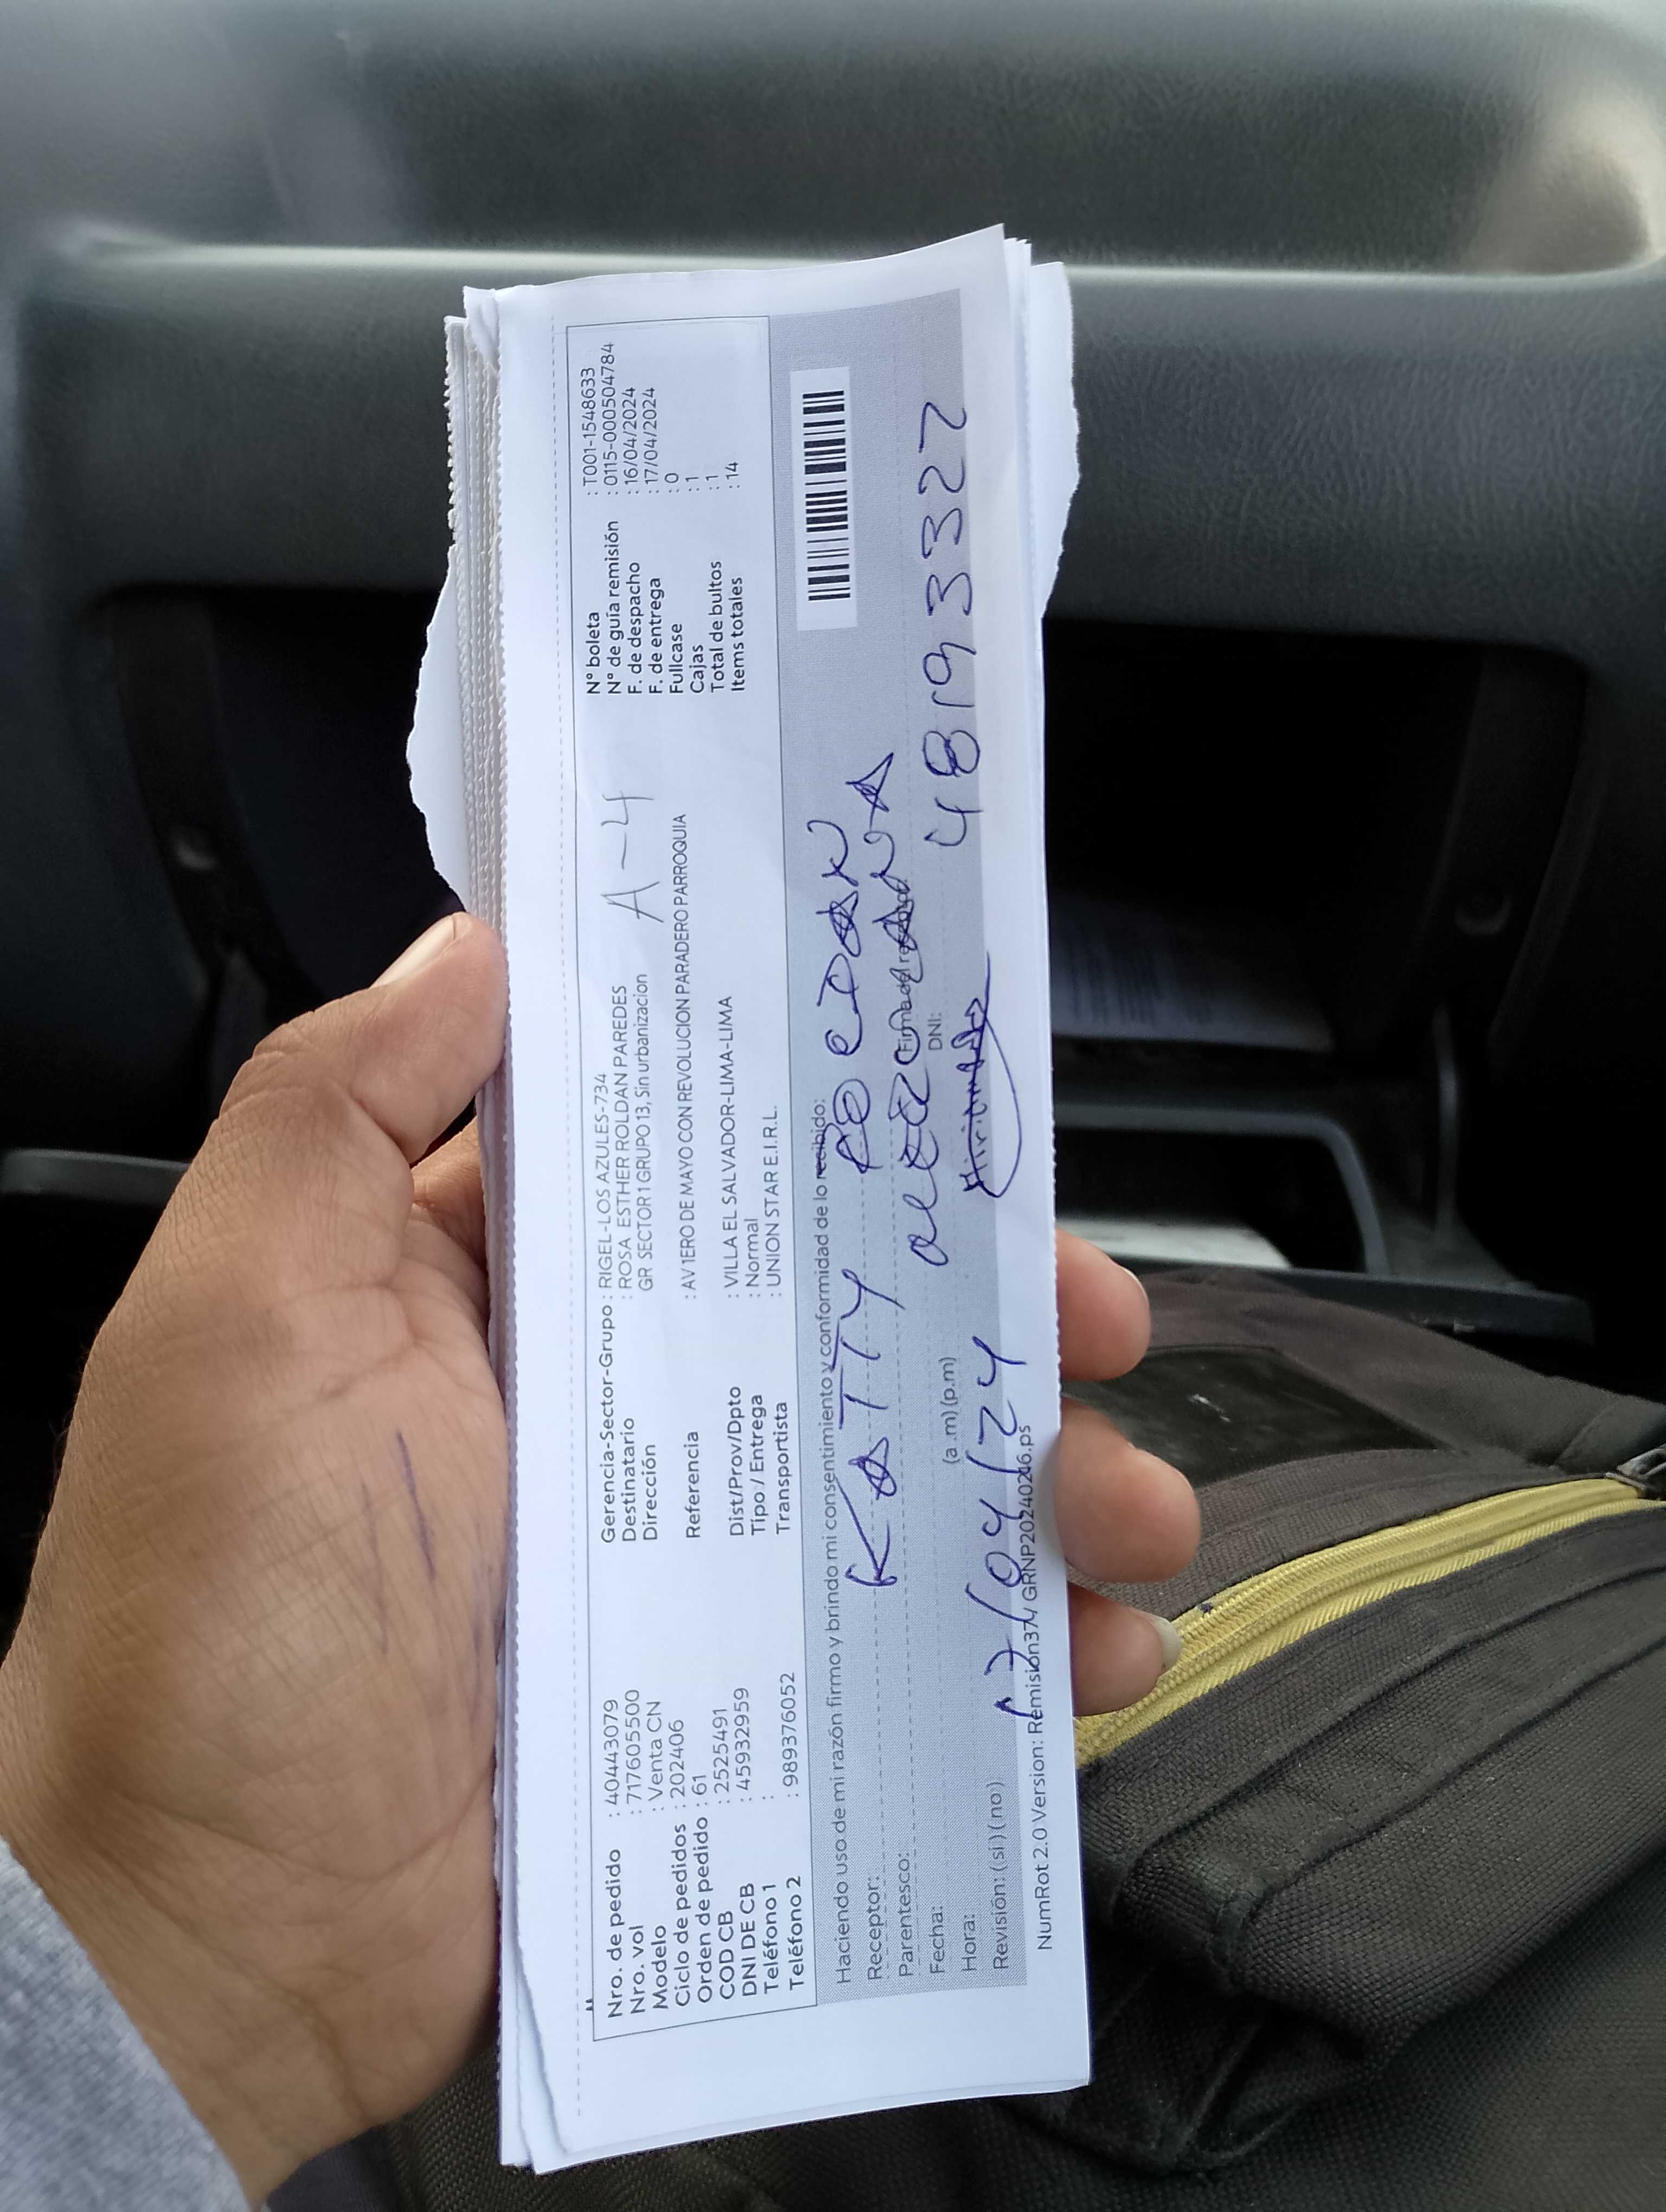 Nro. de pedido : 40443079
Nro. vol : 717605500
Modelo : Venta CN
Ciclo de pedidos : 202406
Orden de pedido : 61
COD CB : 2525491
DNI DE CB : 45932959
Teléfono 1 :
Teléfono 2 : 989376052
Gerencia-Sector-Grupo : RIGEL-LOS AZULES-734
Destinatario : ROSA ESTHER ROLDAN PAREDES
Dirección GR SECTOR 1 GRUPO 13, Sin urbanizacion
Referencia : AV 1ERO DE MAYO CON REVOLUCION PARADERO PARROQUIA
Dist/Prov/Dpto : VILLA EL SALVADOR-LIMA-LIMA
Tipo / Entrega : Normal
Transportista : UNION STAR E.I.R.L.
A-4
N° boleta : T001-1548633
N° de guía remisión : 0115-000504784
F. de despacho : 16/04/2024
F. de entrega : 17/04/2024
Fullcase : 0
Cajas : 1
Total de bultos : 1
Items totales : 14
Haciendo uso de mi razón firmo y brindo mi consentimiento y conformidad de lo recibido:
Receptor: KATTY
Parentesco:
Firma del recibido.
Fecha: 17/04/24
(a .m) (p.m)
DNI: 48193327
Hora:
Revisión: (si) (no)
NumRot 2.0 Version: Remision37 / GRNP20240216.ps